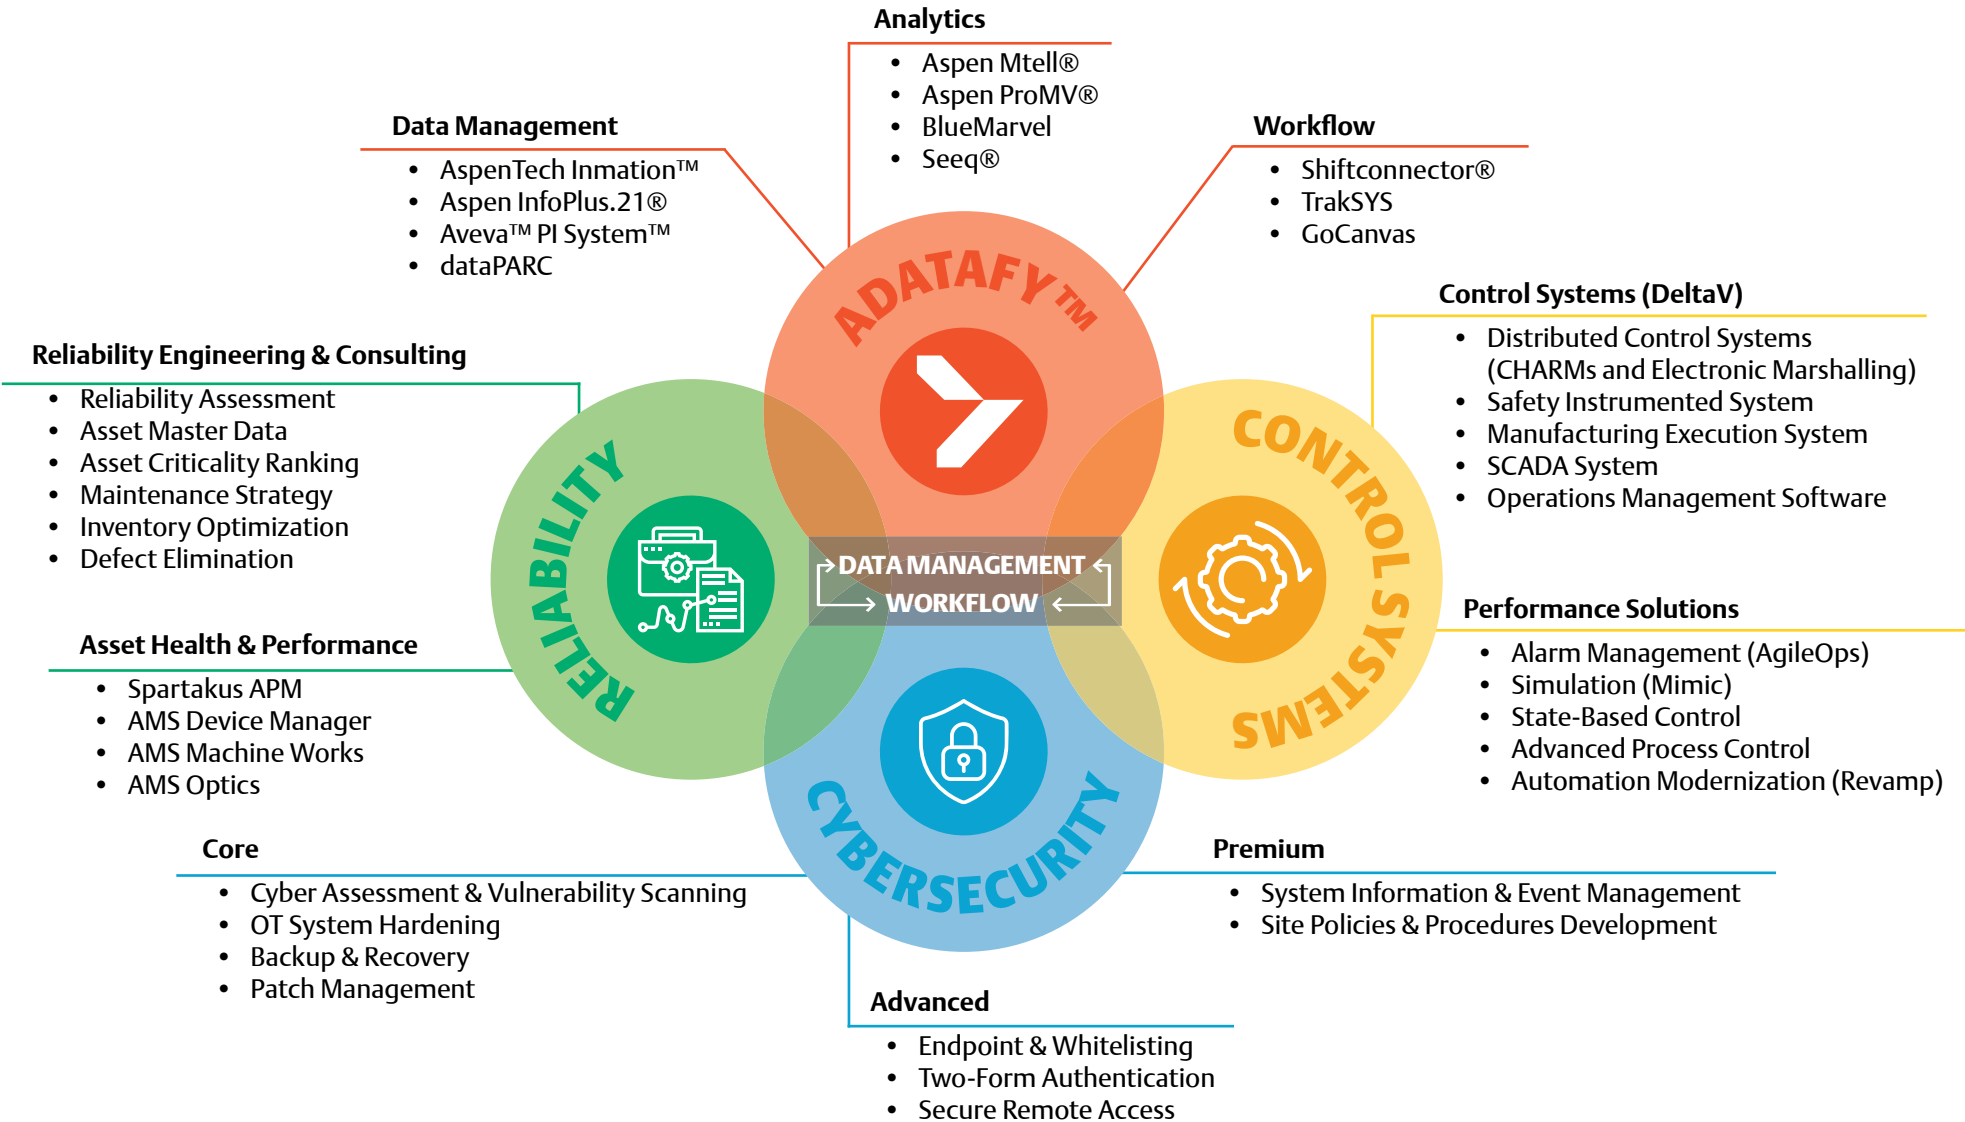 Analytics
• Aspen Mtell®
• Aspen ProMV®
• BlueMarvel
• Seeq®
Data Management
• AspenTech Inmation™
• Aspen InfoPlus.21®
• Aveva™ PI System™
• dataPARC
Workflow
• Shiftconnector®
• TrakSYS
• GoCanvas
Control Systems (DeltaV)
• Distributed Control Systems
(CHARMs and Electronic Marshalling)
• Safety Instrumented System
• Manufacturing Execution System
• SCADA System
• Operations Management Software
Reliability Engineering & Consulting
• Reliability Assessment
• Asset Master Data
• Asset Criticality Ranking
• Maintenance Strategy
• Inventory Optimization
• Defect Elimination
ADATAFY™
RELIABILITY
CONTROL SYSTEMS
DATA MANAGEMENT
WORKFLOW
CYBERSECURITY
Asset Health & Performance
• Spartakus APM
• AMS Device Manager
• AMS Machine Works
• AMS Optics
Performance Solutions
• Alarm Management (AgileOps)
• Simulation (Mimic)
• State-Based Control
• Advanced Process Control
• Automation Modernization (Revamp)
Core
• Cyber Assessment & Vulnerability Scanning
• OT System Hardening
• Backup & Recovery
• Patch Management
Premium
• System Information & Event Management
• Site Policies & Procedures Development
Advanced
• Endpoint & Whitelisting
• Two-Form Authentication
• Secure Remote Access